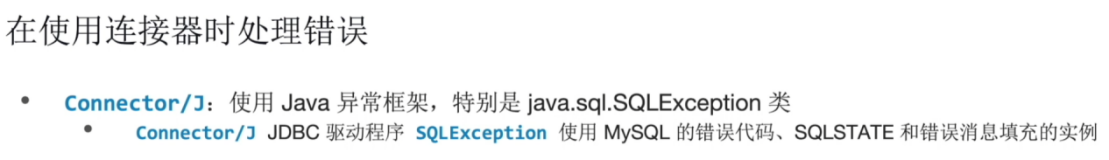 在使用连接器时处理错误
• Connector/J：使用 Java 异常框架，特别是 java.sql.SQLException 类
• Connector/J JDBC 驱动程序 SQLException 使用 MySQL 的错误代码、SQLSTATE 和错误消息填充的实例